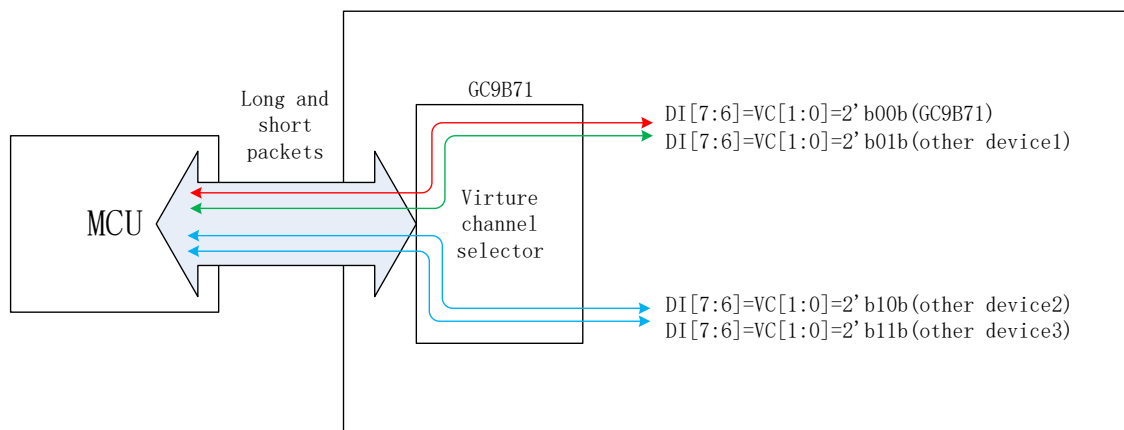 GC9B71
Long and
short
packets
DI[7:6]=VC[1:0]=2'b00b(GC9B71)
DI[7:6]=VC[1:0]=2'b01b(other device1)
MCU
Virture
channel
selector
DI[7:6]=VC[1:0]=2'b10b(other device2)
DI[7:6]=VC[1:0]=2'b11b(other device3)